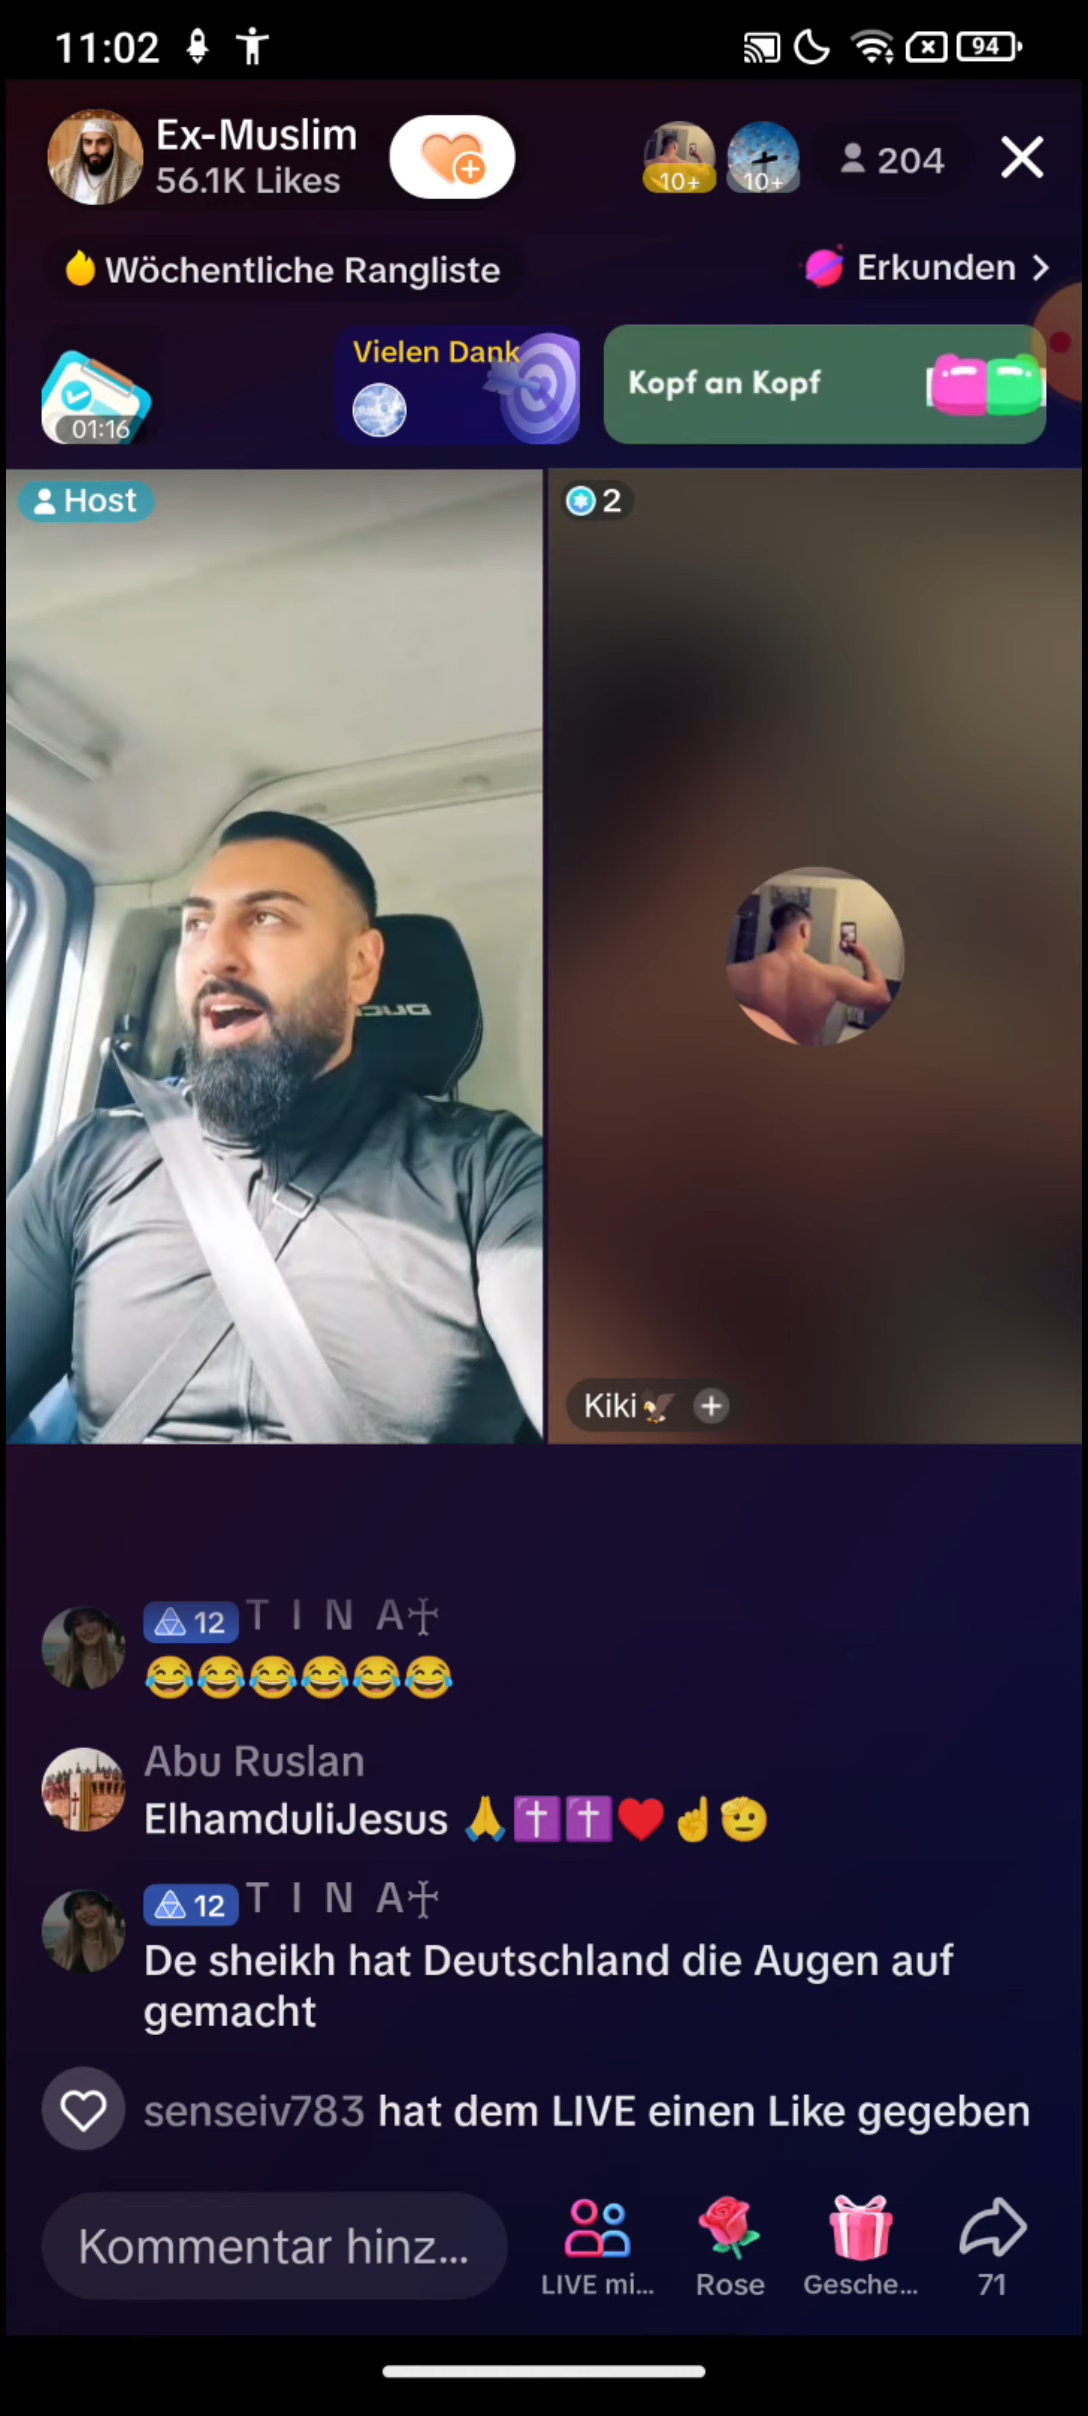 11:02
94
Ex-Muslim
56.1K Likes
10+
10+
204
Wöchentliche Rangliste
Erkunden >
01:16
Vielen Dank
Kopf an Kopf
Host
2
Kiki🦅 +
12 T I N A☩
😂😂😂😂😂😂
Abu Ruslan
ElhamduliJesus 🙏✝️✝️❤️☝️🫡
12 T I N A☩
De sheikh hat Deutschland die Augen auf
gemacht
senseiv783 hat dem LIVE einen Like gegeben
Kommentar hinz...
LIVE mi...
Rose
Gesche...
71